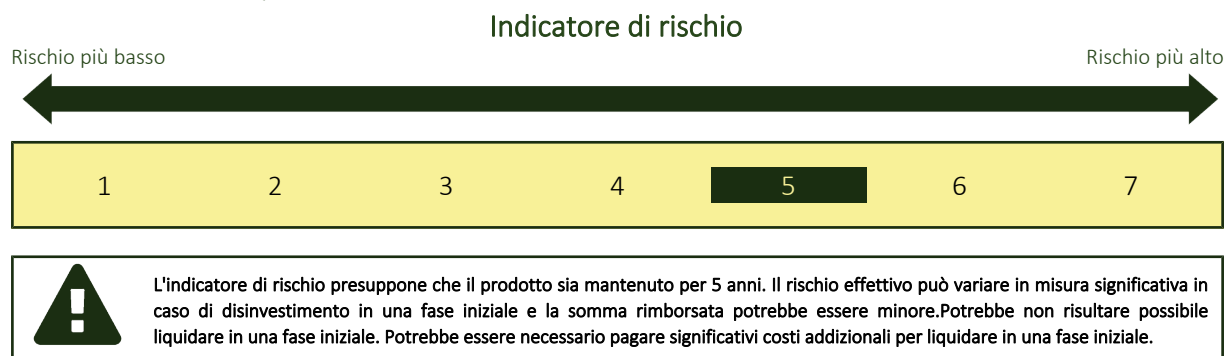 Indicatore di rischio
Rischio più basso
Rischio più alto
1 2 3 4 5 6 7
L'indicatore di rischio presuppone che il prodotto sia mantenuto per 5 anni. Il rischio effettivo può variare in misura significativa in
caso di disinvestimento in una fase iniziale e la somma rimborsata potrebbe essere minore.Potrebbe non risultare possibile
liquidare in una fase iniziale. Potrebbe essere necessario pagare significativi costi addizionali per liquidare in una fase iniziale.